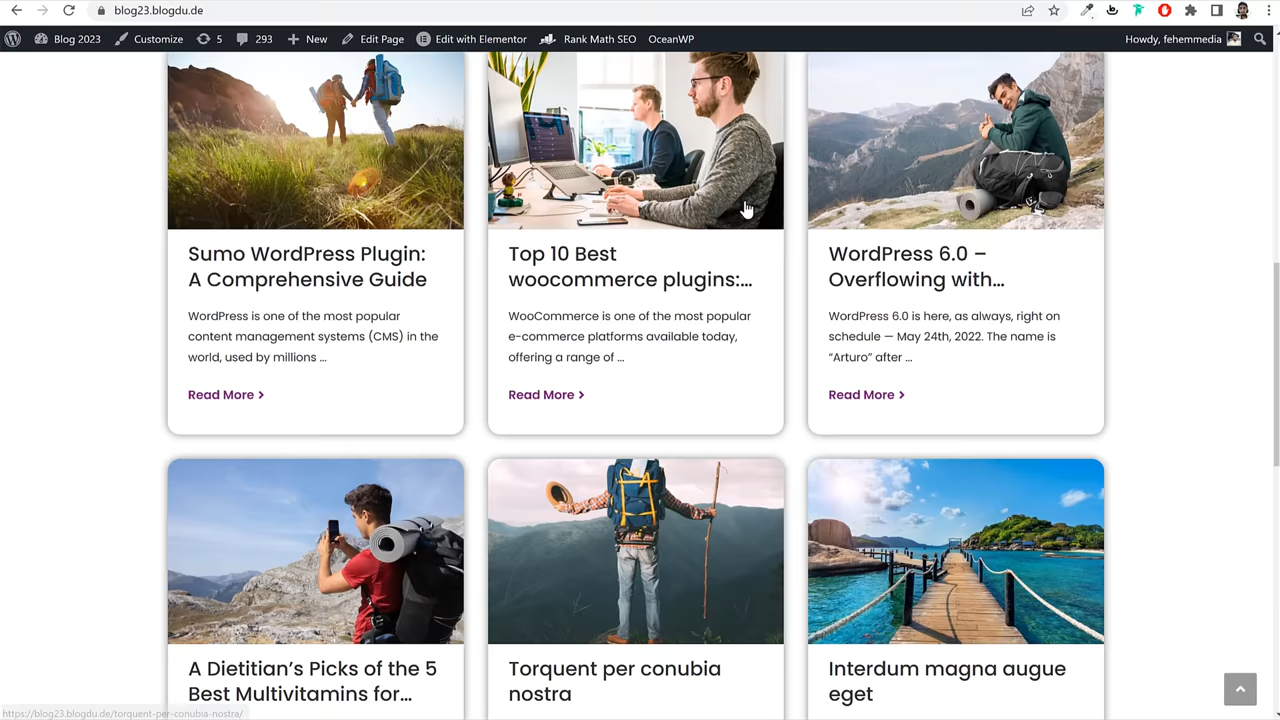 blog23.blogdu.de
Blog 2023 Customize 5 293 New Edit Page Edit with Elementor Rank Math SEO OceanWP Howdy, fehemmedia
Sumo WordPress Plugin:
A Comprehensive Guide
WordPress is one of the most popular
content management systems (CMS) in the
world, used by millions ...
Read More
Top 10 Best
woocommerce plugins:...
WooCommerce is one of the most popular
e-commerce platforms available today,
offering a range of ...
Read More
WordPress 6.0 –
Overflowing with...
WordPress 6.0 is here, as always, right on
schedule — May 24th, 2022. The name is
“Arturo” after ...
Read More
A Dietitian’s Picks of the 5
Best Multivitamins for...
Torquent per conubia
nostra
Interdum magna augue
eget
https://blog23.blogdu.de/torquent-per-conubia-nostra/